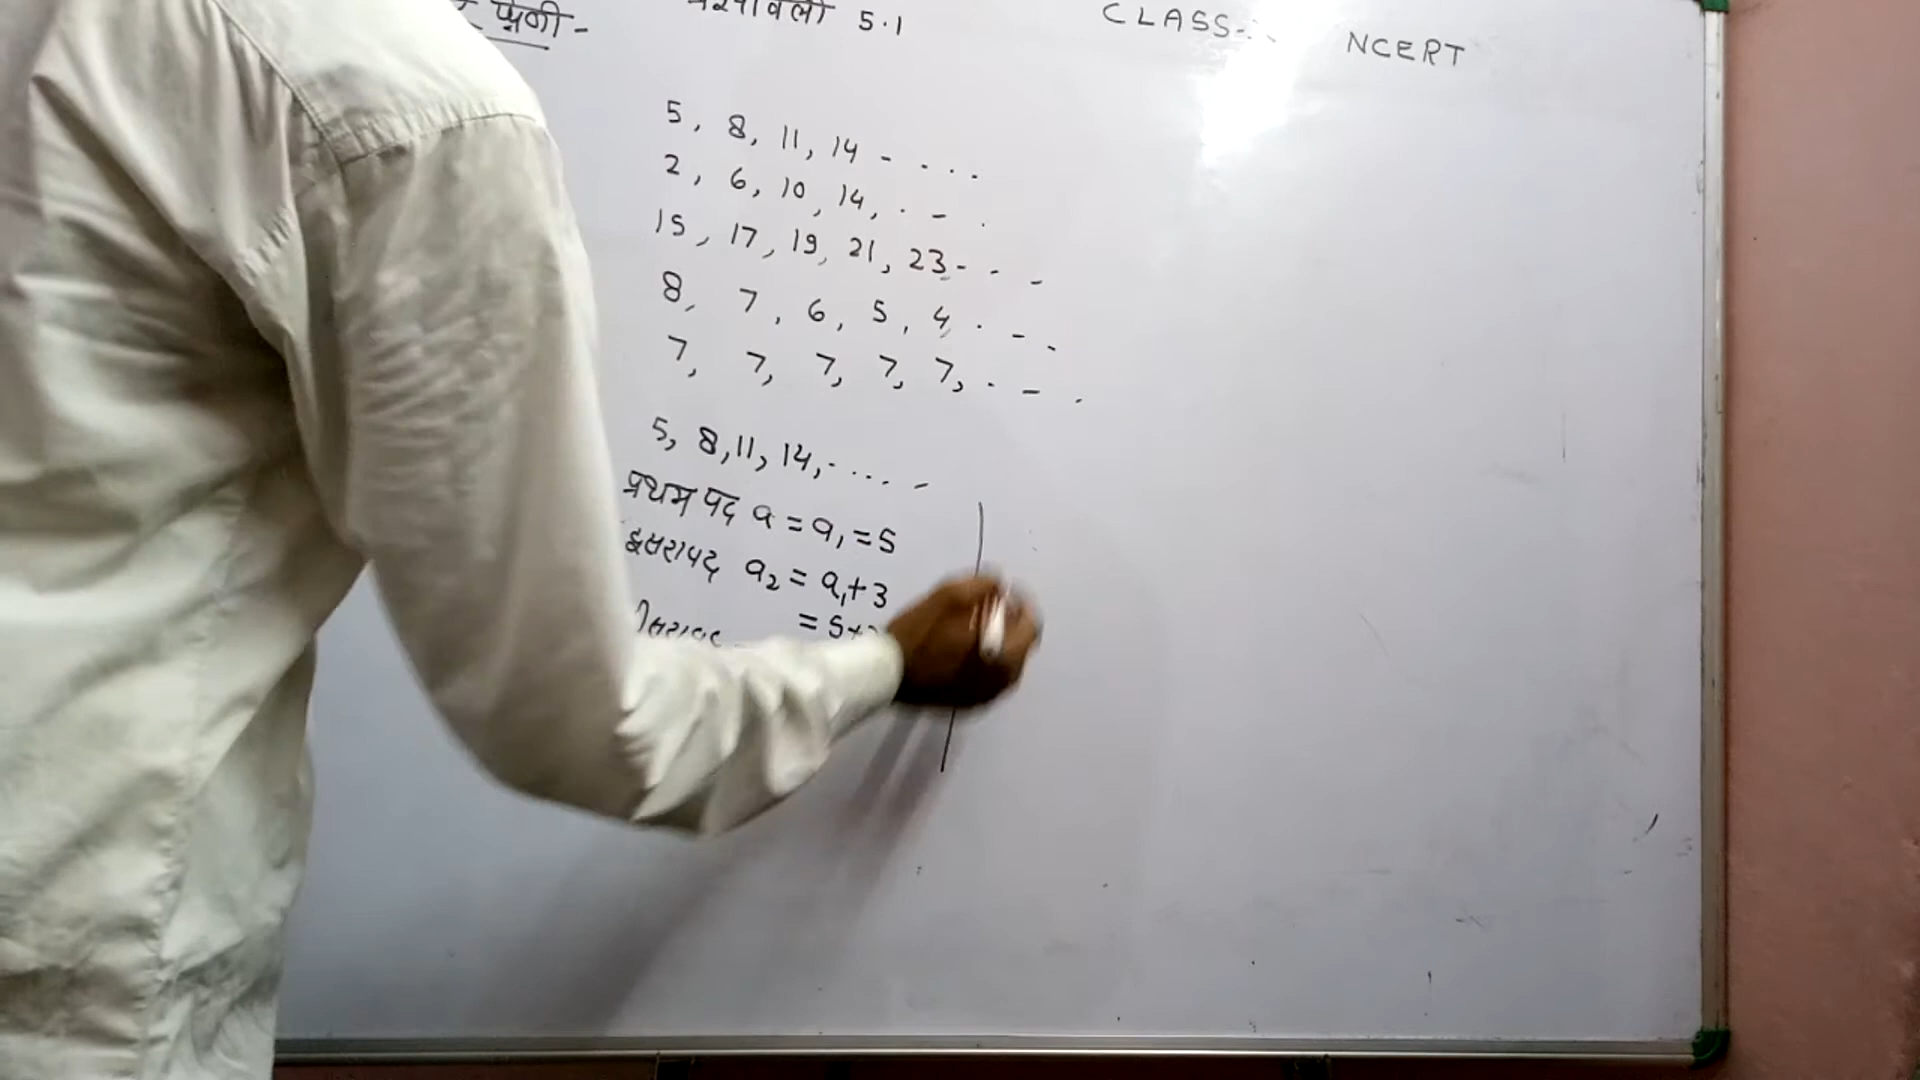 श्रेणी - प्रश्नावली 5.1 CLASS- NCERT
5, 8, 11, 14 - . . . .
2, 6, 10, 14, . - .
15, 17, 19, 21, 23 - - -
8, 7, 6, 5, 4, . - -
7, 7, 7, 7, 7, . - .
5, 8, 11, 14, . . . . . -
प्रथम पद a = a₁ = 5
दूसरा पद a₂ = a₁ + 3
= 5 +